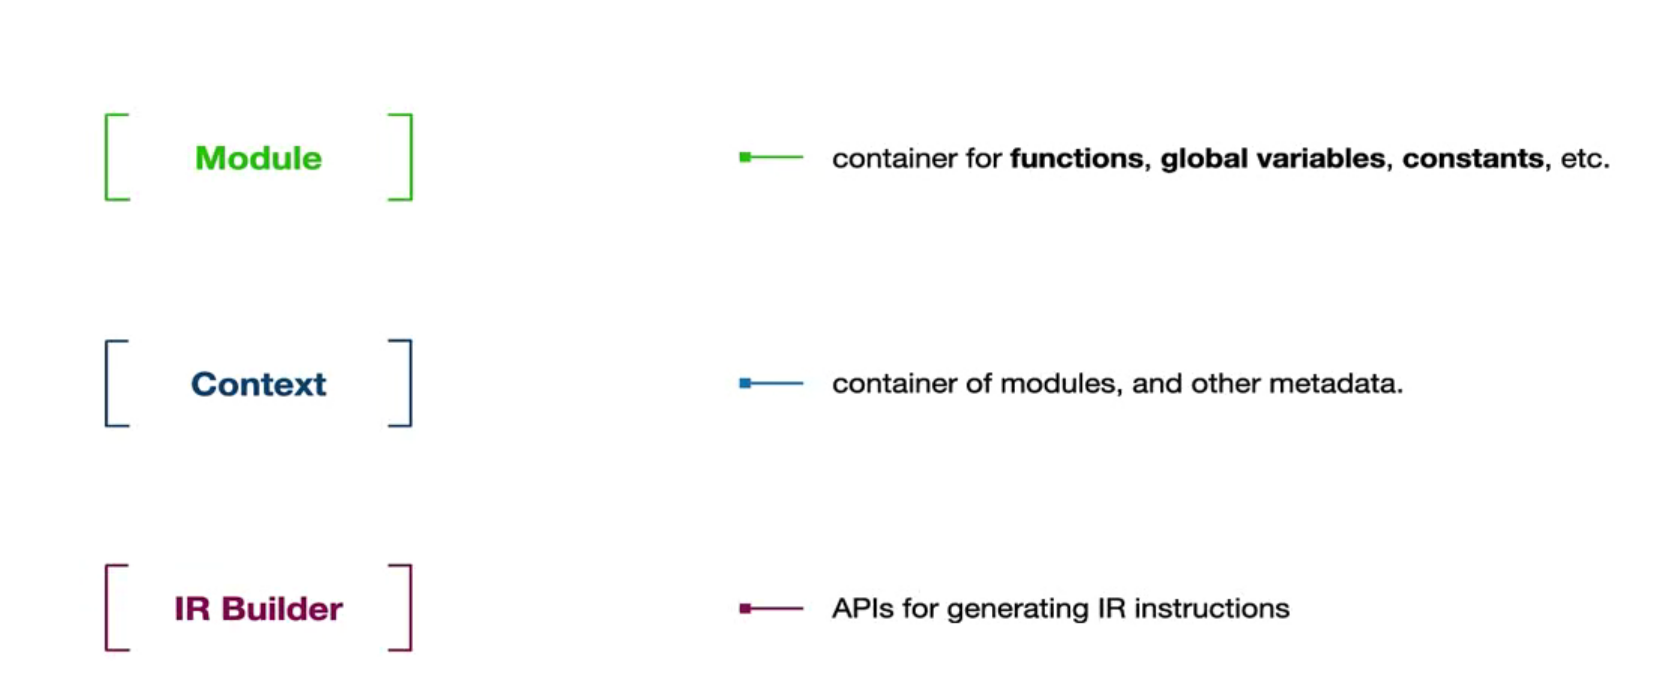 Module
container for functions, global variables, constants, etc.
Context
container of modules, and other metadada.
IR Builder
APIs for generating IR instructions